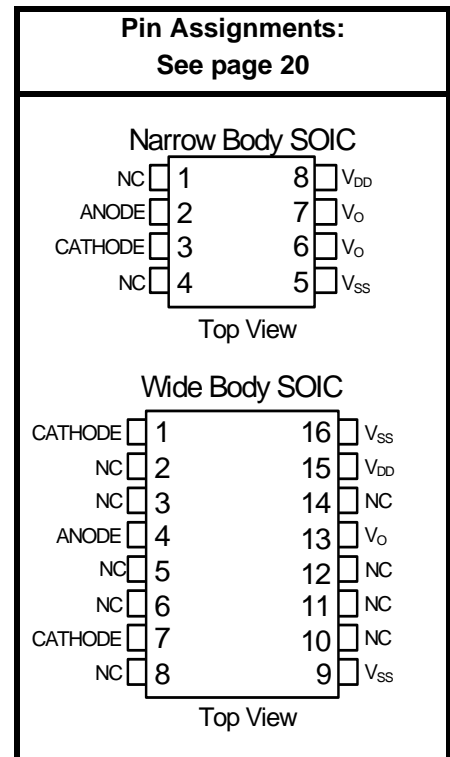 Pin Assignments:
See page 20
Narrow Body SOIC
NC 1 8 VDD
ANODE 2 7 VO
CATHODE 3 6 VO
NC 4 5 VSS
Top View
Wide Body SOIC
CATHODE 1 16 VSS
NC 2 15 VDD
NC 3 14 NC
ANODE 4 13 VO
NC 5 12 NC
NC 6 11 NC
CATHODE 7 10 NC
NC 8 9 VSS
Top View